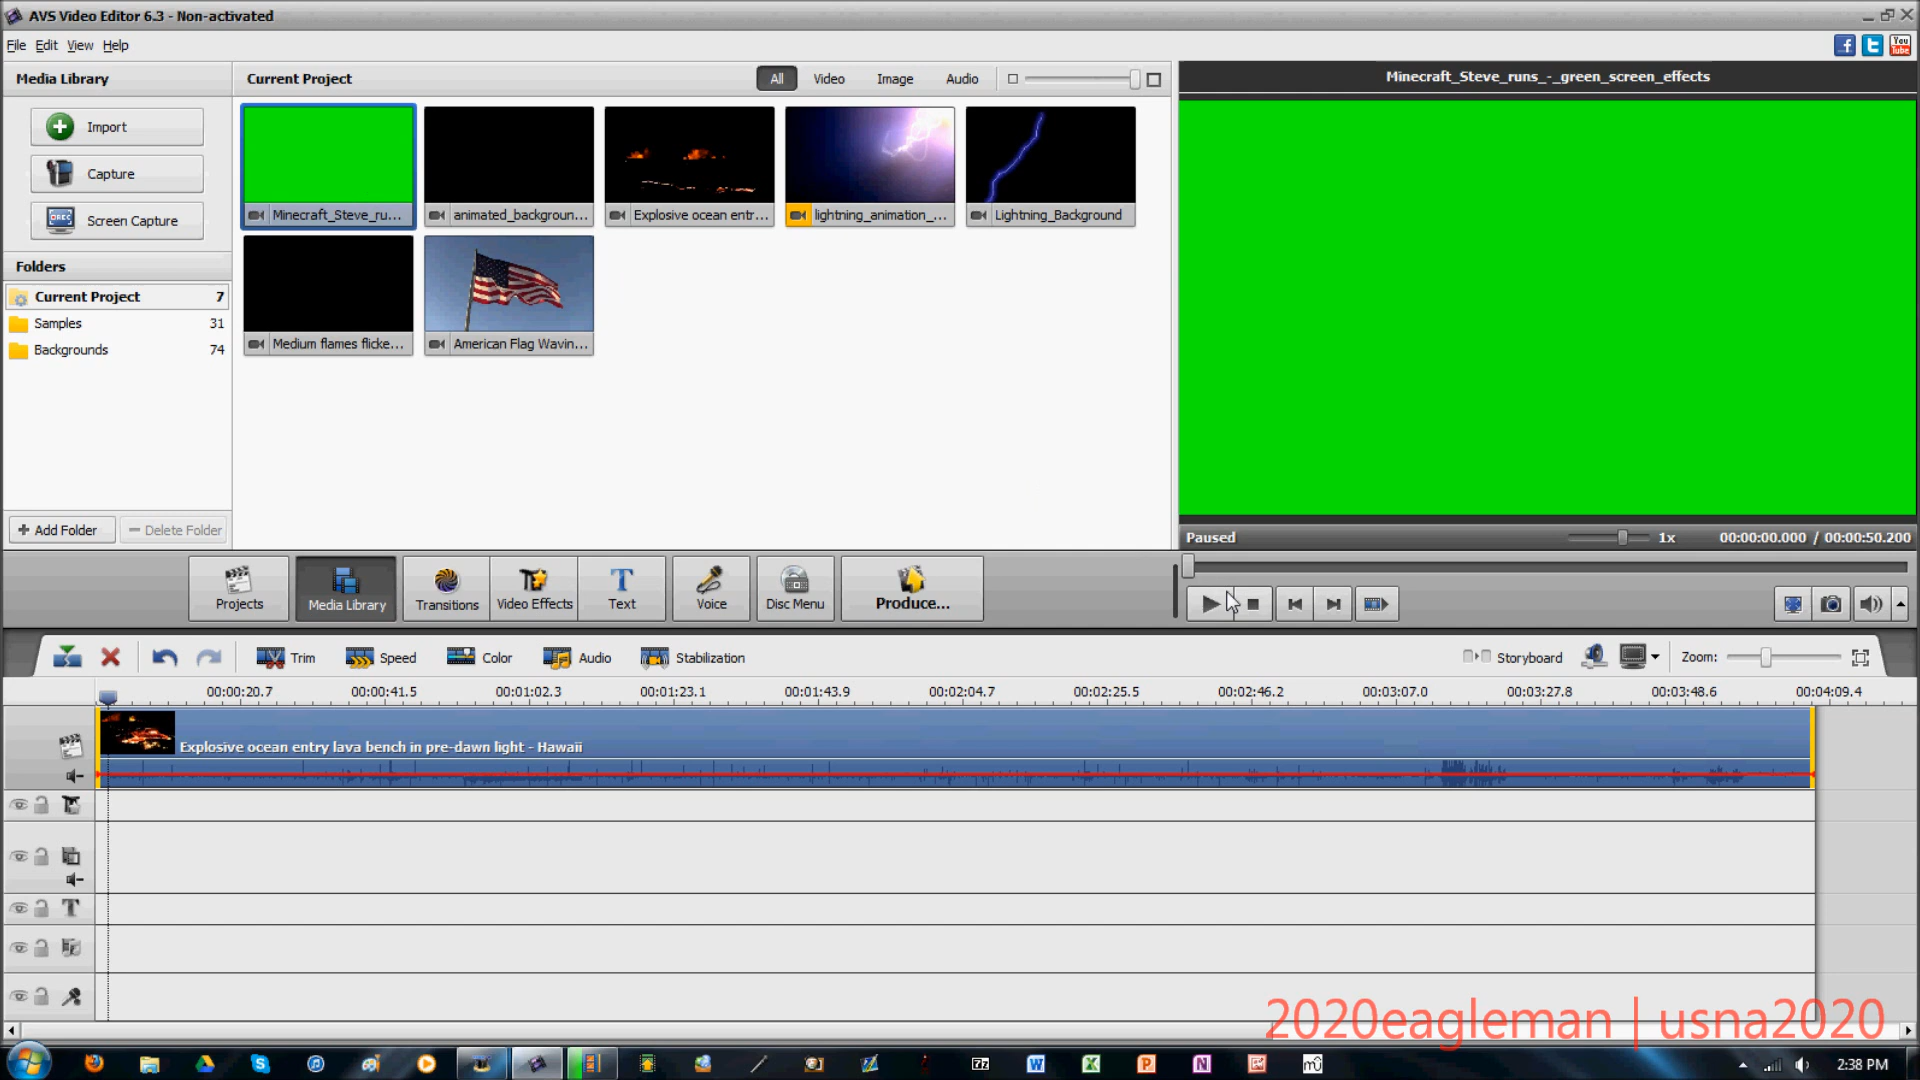 AVS Video Editor 6.3 - Non-activated
File Edit View Help
You Tube
Media Library
Current Project
All Video Image Audio
Minecraft_Steve_runs_-_green_screen_effects
Import
Capture
Screen Capture
Minecraft_Steve_ru...
animated_backgroun...
Explosive ocean entr...
lightning_animation_...
Lightning_Background
Folders
Current Project 7
Samples 31
Backgrounds 74
Medium flames flicke...
American Flag Wavin...
Add Folder
Delete Folder
Paused
1x
00:00:00.000 / 00:00:50.200
Projects
Media Library
Transitions
Video Effects
Text
Voice
Disc Menu
Produce...
Trim
Speed
Color
Audio
Stabilization
Storyboard
Zoom:
00:00:20.7 00:00:41.5 00:01:02.3 00:01:23.1 00:01:43.9 00:02:04.7 00:02:25.5 00:02:46.2 00:03:07.0 00:03:27.8 00:03:48.6 00:04:09.4
Explosive ocean entry lava bench in pre-dawn light - Hawaii
2020eagleman | usna2020
2:38 PM